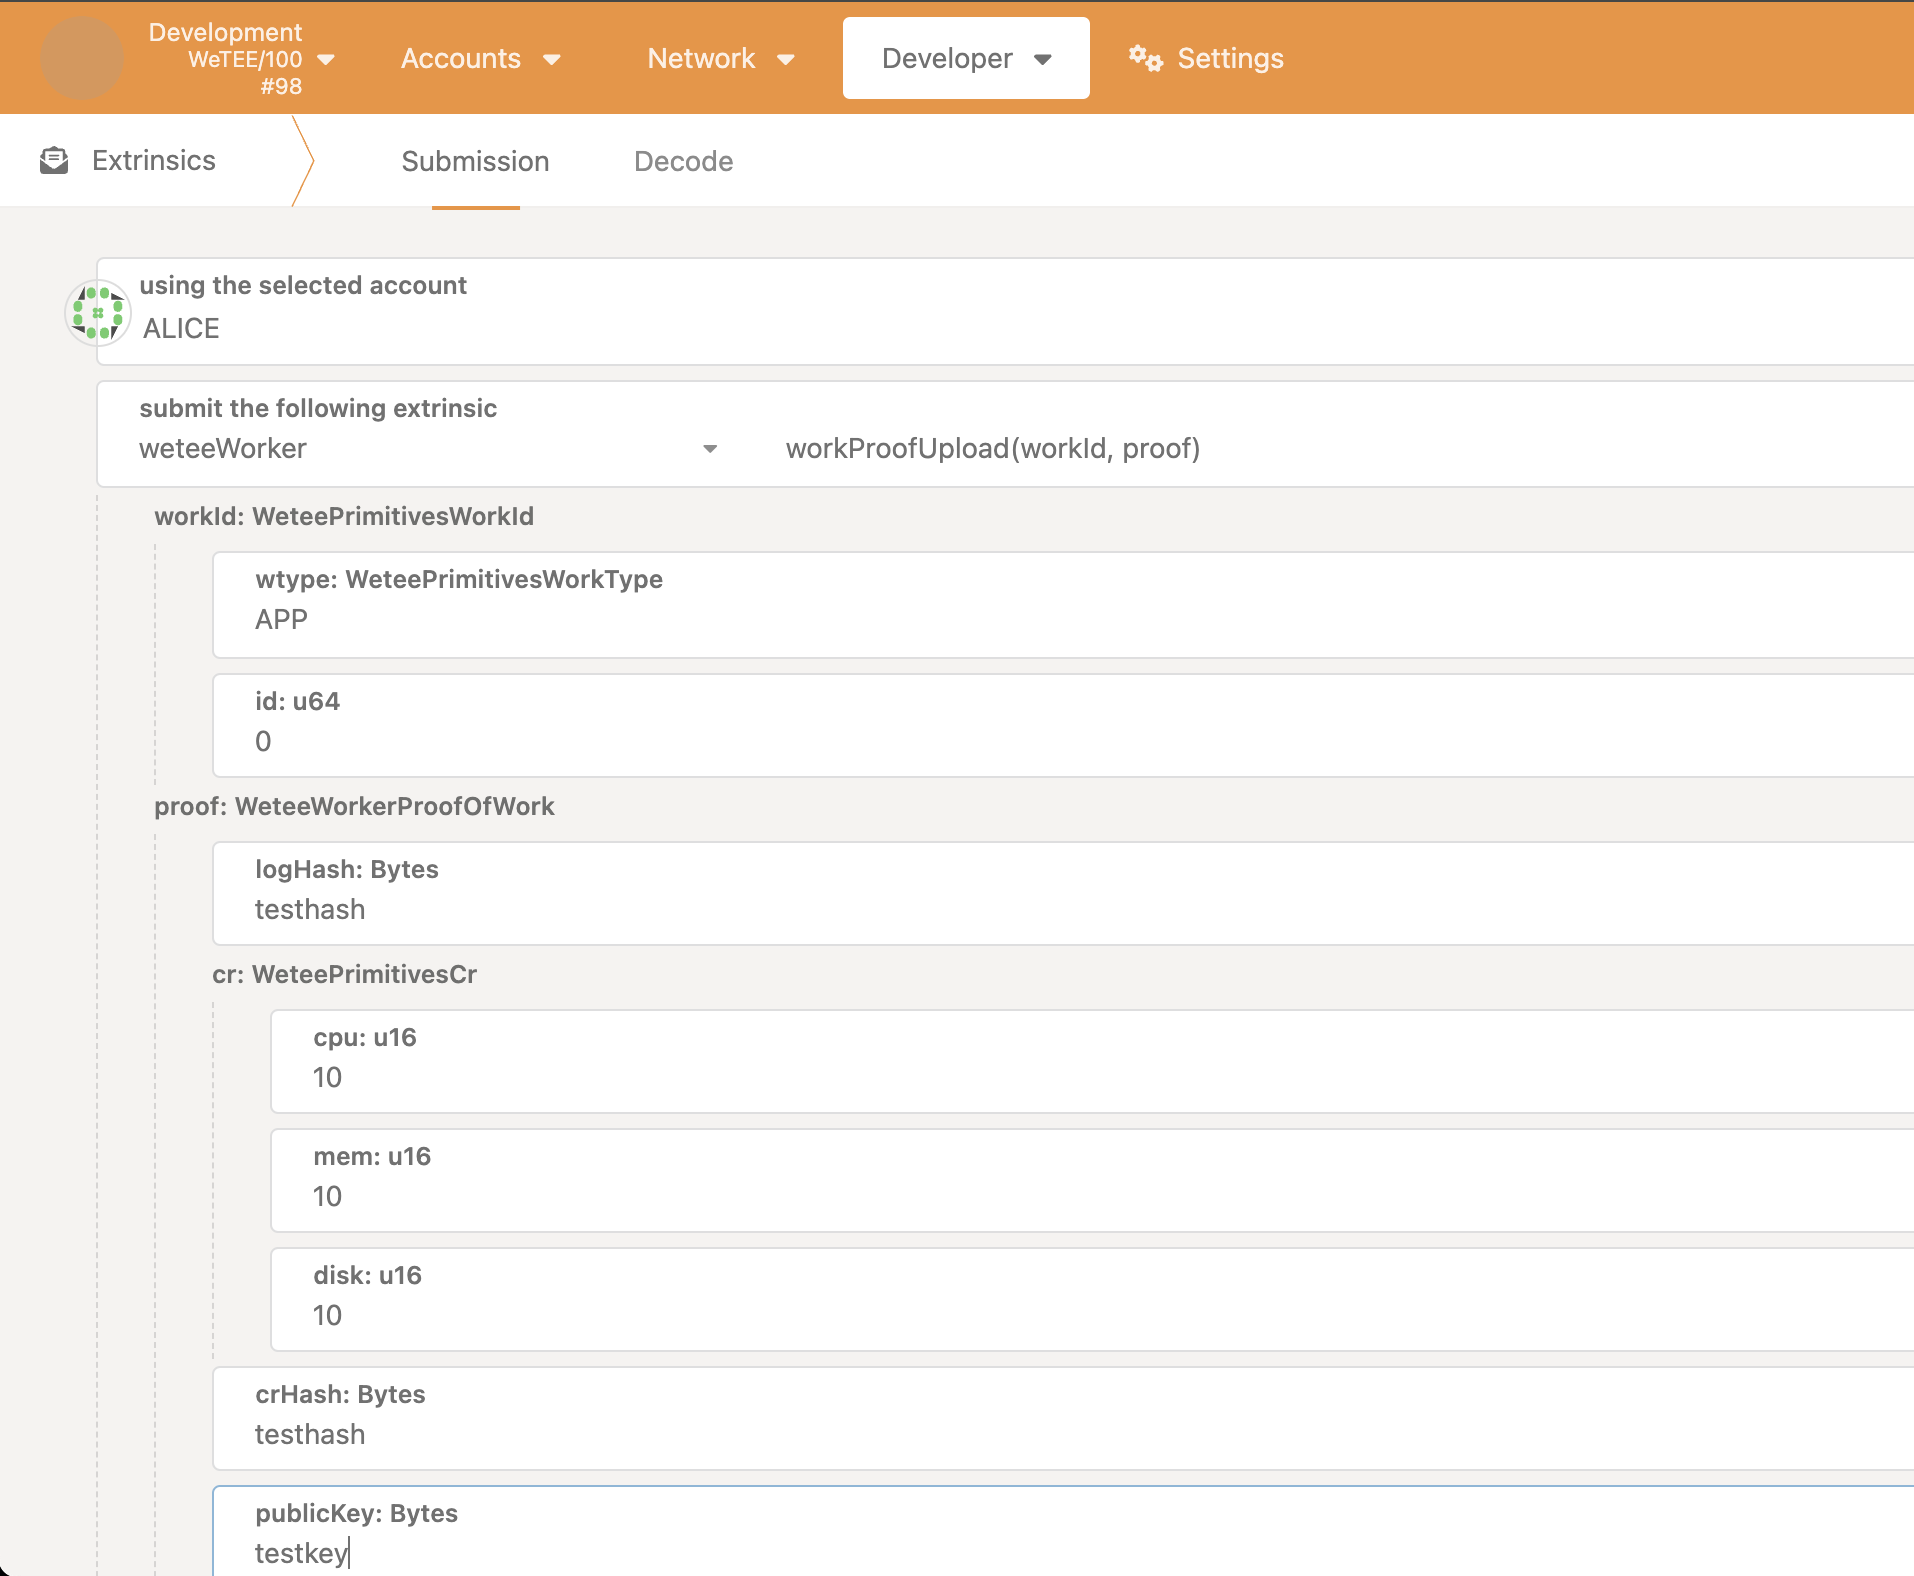 Development
WeTEE/100
#98
Accounts
Network
Developer
Settings
Extrinsics
Submission
Decode
using the selected account
ALICE
submit the following extrinsic
weteeWorker
workProofUpload(workId, proof)
workId: WeteePrimitivesWorkId
wtype: WeteePrimitivesWorkType
APP
id: u64
0
proof: WeteeWorkerProofOfWork
logHash: Bytes
testhash
cr: WeteePrimitivesCr
cpu: u16
10
mem: u16
10
disk: u16
10
crHash: Bytes
testhash
publicKey: Bytes
testkey